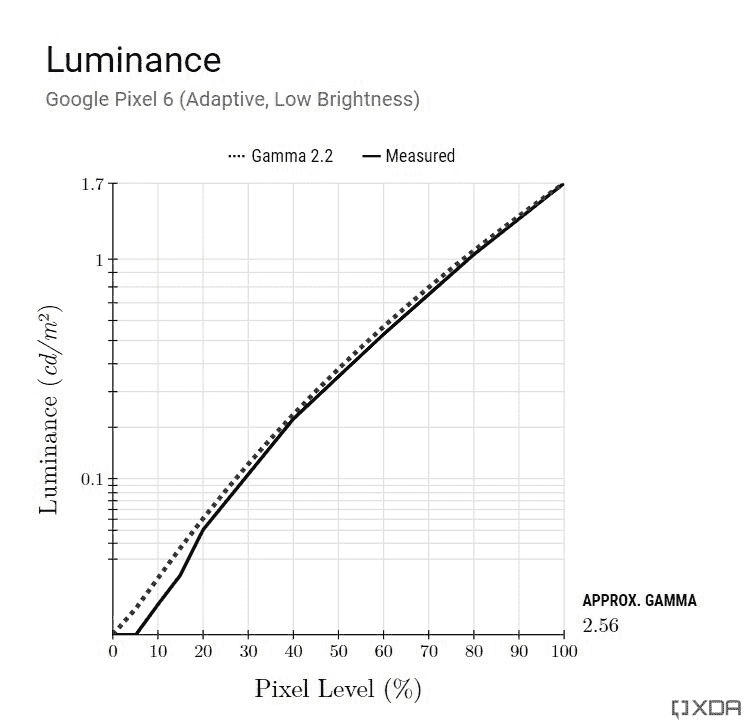 Luminance
Google Pixel 6 (Adaptive, Low Brightness)
Gamma 2.2 Measured
1.7
1
0.1
Luminance (cd/m²)
0 10 20 30 40 50 60 70 80 90 100
Pixel Level (%)
APPROX. GAMMA
2.56
XDA